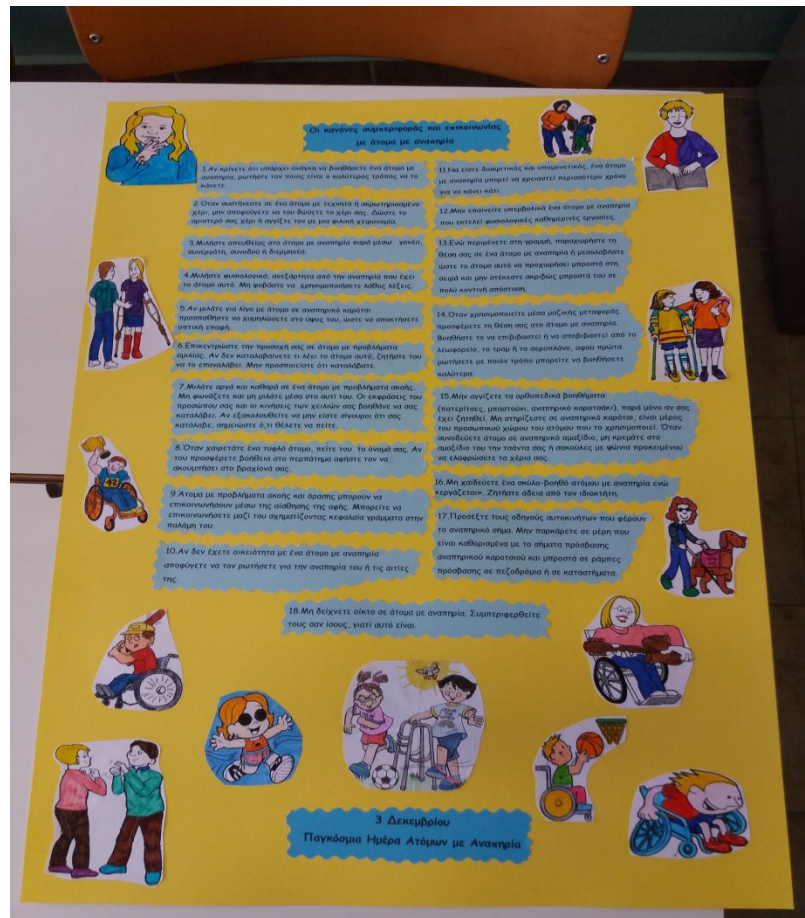 Οι κανόνες συμπεριφοράς και επικοινωνίας
με άτομα με αναπηρία
1.Αν κρίνετε ότι υπάρχει ανάγκη να βοηθήσετε ένα άτομο με
αναπηρία, ρωτήστε τον ποιος είναι ο καλύτερος τρόπος να το
κάνετε.
2.Όταν συστήνεστε σε ένα άτομο με τεχνητό ή ακρωτηριασμένο
χέρι, μην αποφεύγετε να του δώσετε το χέρι σας. Δώστε το
αριστερό σας χέρι ή αγγίξτε τον με μια φιλική χειρονομία.
3.Μιλήστε απευθείας στο άτομο με αναπηρία παρά μέσω γονέα,
συνεργάτη, συνοδού ή διερμηνέα.
4.Μιλήστε φυσιολογικά, ανεξάρτητα από την αναπηρία που έχει
το άτομο αυτό. Μη φοβάστε να χρησιμοποιήσετε λάθος λέξεις.
5.Αν μιλάτε για λίγο με άτομο σε αναπηρικό καρότσι
προσπαθήστε να χαμηλώσετε στο ύψος του, ώστε να αποκτήσετε
οπτική επαφή.
6.Επικεντρώστε την προσοχή σας σε άτομο με προβλήματα
ομιλίας. Αν δεν καταλαβαίνετε τι λέει το άτομο αυτό, ζητήστε του
να το επαναλάβει. Μην προσποιείστε ότι καταλάβατε.
7.Μιλάτε αργά και καθαρά σε ένα άτομο με προβλήματα ακοής.
Μη φωνάζετε και μη μιλάτε μέσα στο αυτί του. Οι εκφράσεις του
προσώπου σας και οι κινήσεις των χειλιών σας βοηθάνε να σας
καταλάβει. Αν εξακολουθείτε να μην είστε σίγουροι ότι σας
κατάλαβε, σημειώστε ό,τι θέλετε να πείτε.
8.Όταν χαιρετάτε ένα τυφλό άτομο, πείτε του το όνομά σας. Αν
του προσφέρετε βοήθεια στο περπάτημα αφήστε τον να
ακουμπήσει στο βραχίονά σας.
9.Άτομα με προβλήματα ακοής και όρασης μπορούν να
επικοινωνήσουν μέσω της αίσθησης της αφής. Μπορείτε να
επικοινωνήσετε μαζί του σχηματίζοντας κεφαλαία γράμματα στην
παλάμη του.
10.Αν δεν έχετε οικειότητα με ένα άτομο με αναπηρία
αποφύγετε να τον ρωτήσετε για την αναπηρία του ή τις αιτίες
της.
11.Να είστε διακριτικός και υπομονετικός, ένα άτομο
με αναπηρία μπορεί να χρειαστεί περισσότερο χρόνο
για να κάνει κάτι.
12.Μην επαινείτε υπερβολικά ένα άτομο με αναπηρία
που εκτελεί φυσιολογικές καθημερινές εργασίες.
13.Ενώ περιμένετε στη γραμμή, παραχωρήστε τη
θέση σας σε ένα άτομο με αναπηρία ή μεσολαβήστε
ώστε το άτομο αυτό να προχωρήσει μπροστά στη
σειρά και μην στέκεστε ακριβώς μπροστά του σε
πολύ κοντινή απόσταση.
14.Όταν χρησιμοποιείτε μέσα μαζικής μεταφοράς
προσφέρετε τη θέση σας στο άτομο με αναπηρία.
Βοηθήστε το να επιβιβαστεί ή να αποβιβαστεί από το
λεωφορείο, το τραμ ή το αεροπλάνο, αφού πρώτα
ρωτήσετε με ποιον τρόπο μπορείτε να βοηθήσετε
καλύτερα.
15.Μην αγγίζετε τα ορθοπεδικά βοηθήματα
(πατερίτσες, μπαστούνι, αναπηρικό καροτσάκι), παρά μόνο αν σας
έχει ζητηθεί. Μη στηρίζεστε σε αναπηρικό καρότσι, είναι μέρος
του προσωπικού χώρου του ατόμου που το χρησιμοποιεί. Όταν
συνοδεύετε άτομο σε αναπηρικό αμαξίδιο, μη κρεμάτε στο
αμαξίδιο του την τσάντα σας ή σακούλες με ψώνια προκειμένου
να ελαφρώσετε τα χέρια σας.
16.Μη χαϊδεύετε ένα σκύλο-βοηθό ατόμου με αναπηρία ενώ
«εργάζεται». Ζητήστε άδεια από τον ιδιοκτήτη.
17.Προσέξτε τους οδηγούς αυτοκινήτων που φέρουν
το αναπηρικό σήμα. Μην παρκάρετε σε μέρη που
είναι καθορισμένα με τα σήματα πρόσβασης
αναπηρικού καροτσιού και μπροστά σε ράμπες
πρόσβασης σε πεζοδρόμια ή σε καταστήματα.
18.Μη δείχνετε οίκτο σε άτομα με αναπηρία. Συμπεριφερθείτε
τους σαν ίσους, γιατί αυτό είναι.
3 Δεκεμβρίου
Παγκόσμια Ημέρα Ατόμων με Αναπηρία